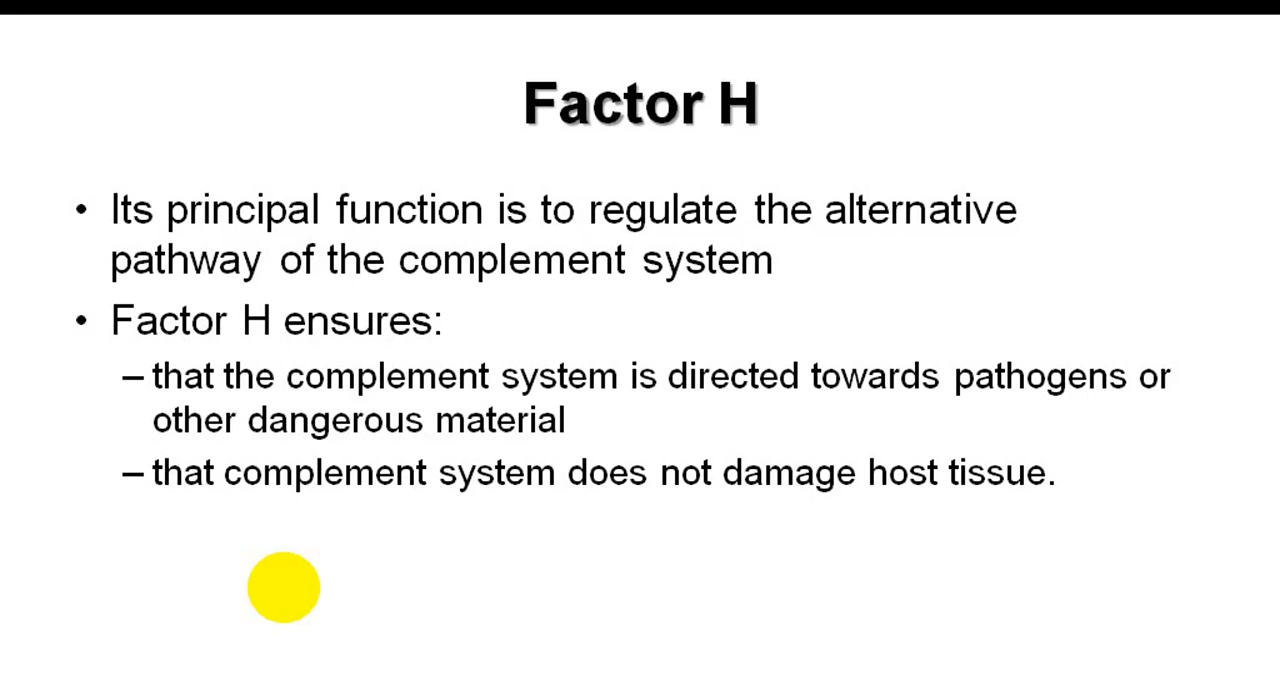 Factor H
• Its principal function is to regulate the alternative
pathway of the complement system
• Factor H ensures:
– that the complement system is directed towards pathogens or
other dangerous material
– that complement system does not damage host tissue.